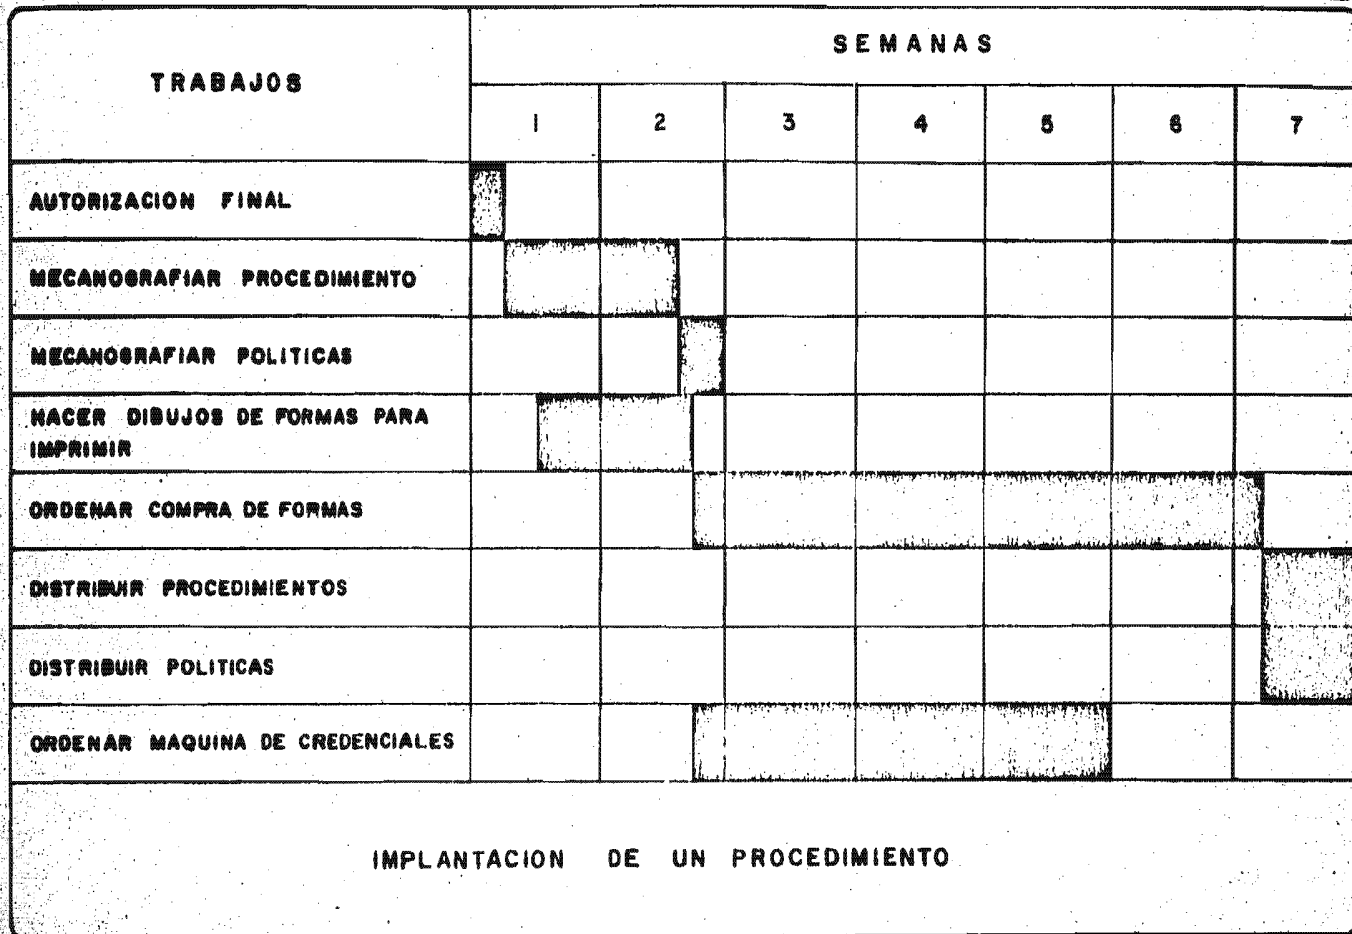 TRABAJOS
SEMANAS
1 2 3 4 5 6 7
AUTORIZACION FINAL
MECANOGRAFIAR PROCEDIMIENTO
MECANOGRAFIAR POLITICAS
HACER DIBUJOS DE FORMAS PARA
IMPRIMIR
ORDENAR COMPRA DE FORMAS
DISTRIBUIR PROCEDIMIENTOS
DISTRIBUIR POLITICAS
ORDENAR MAQUINA DE CREDENCIALES
IMPLANTACION DE UN PROCEDIMIENTO